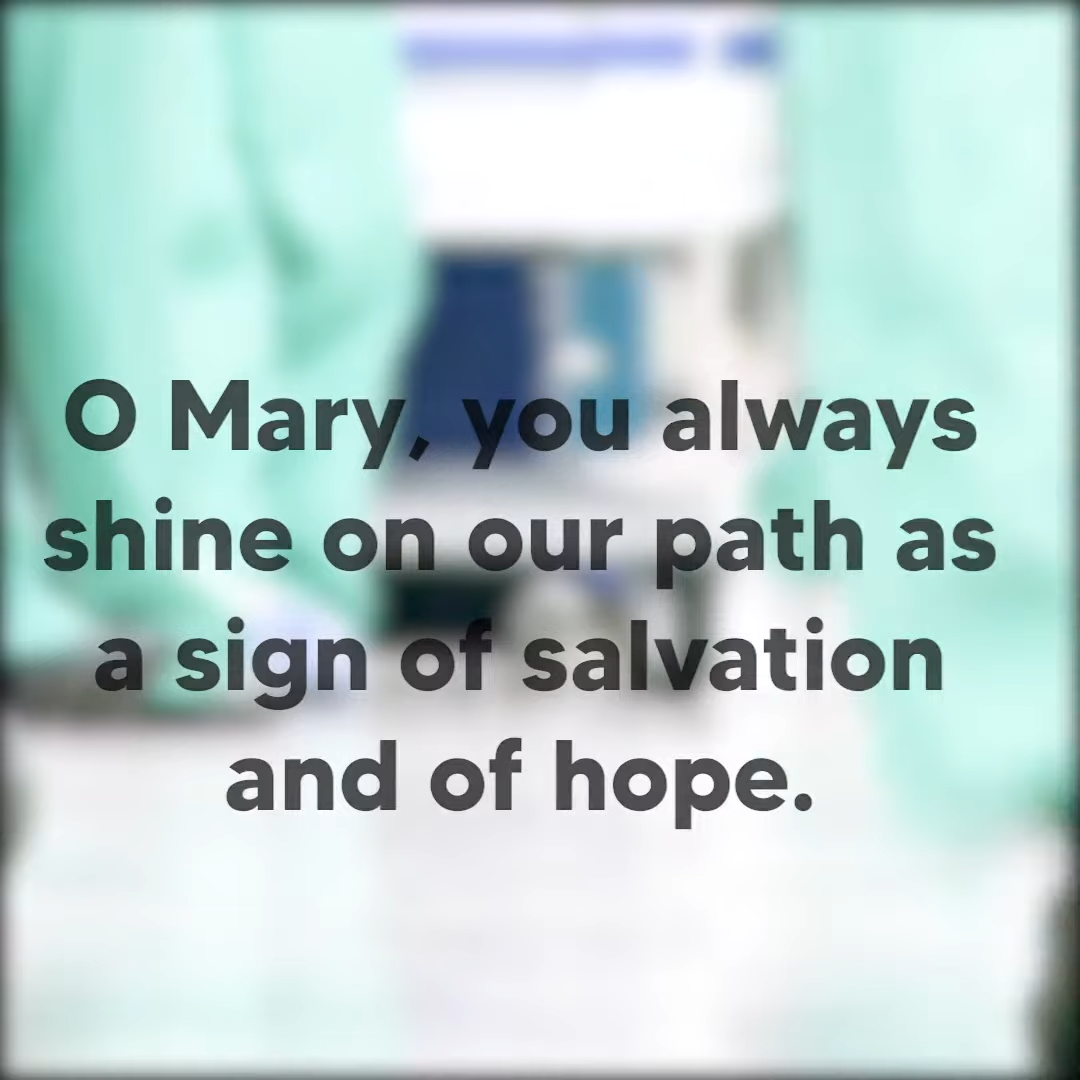 O Mary, you always
shine on our path as
a sign of salvation
and of hope.